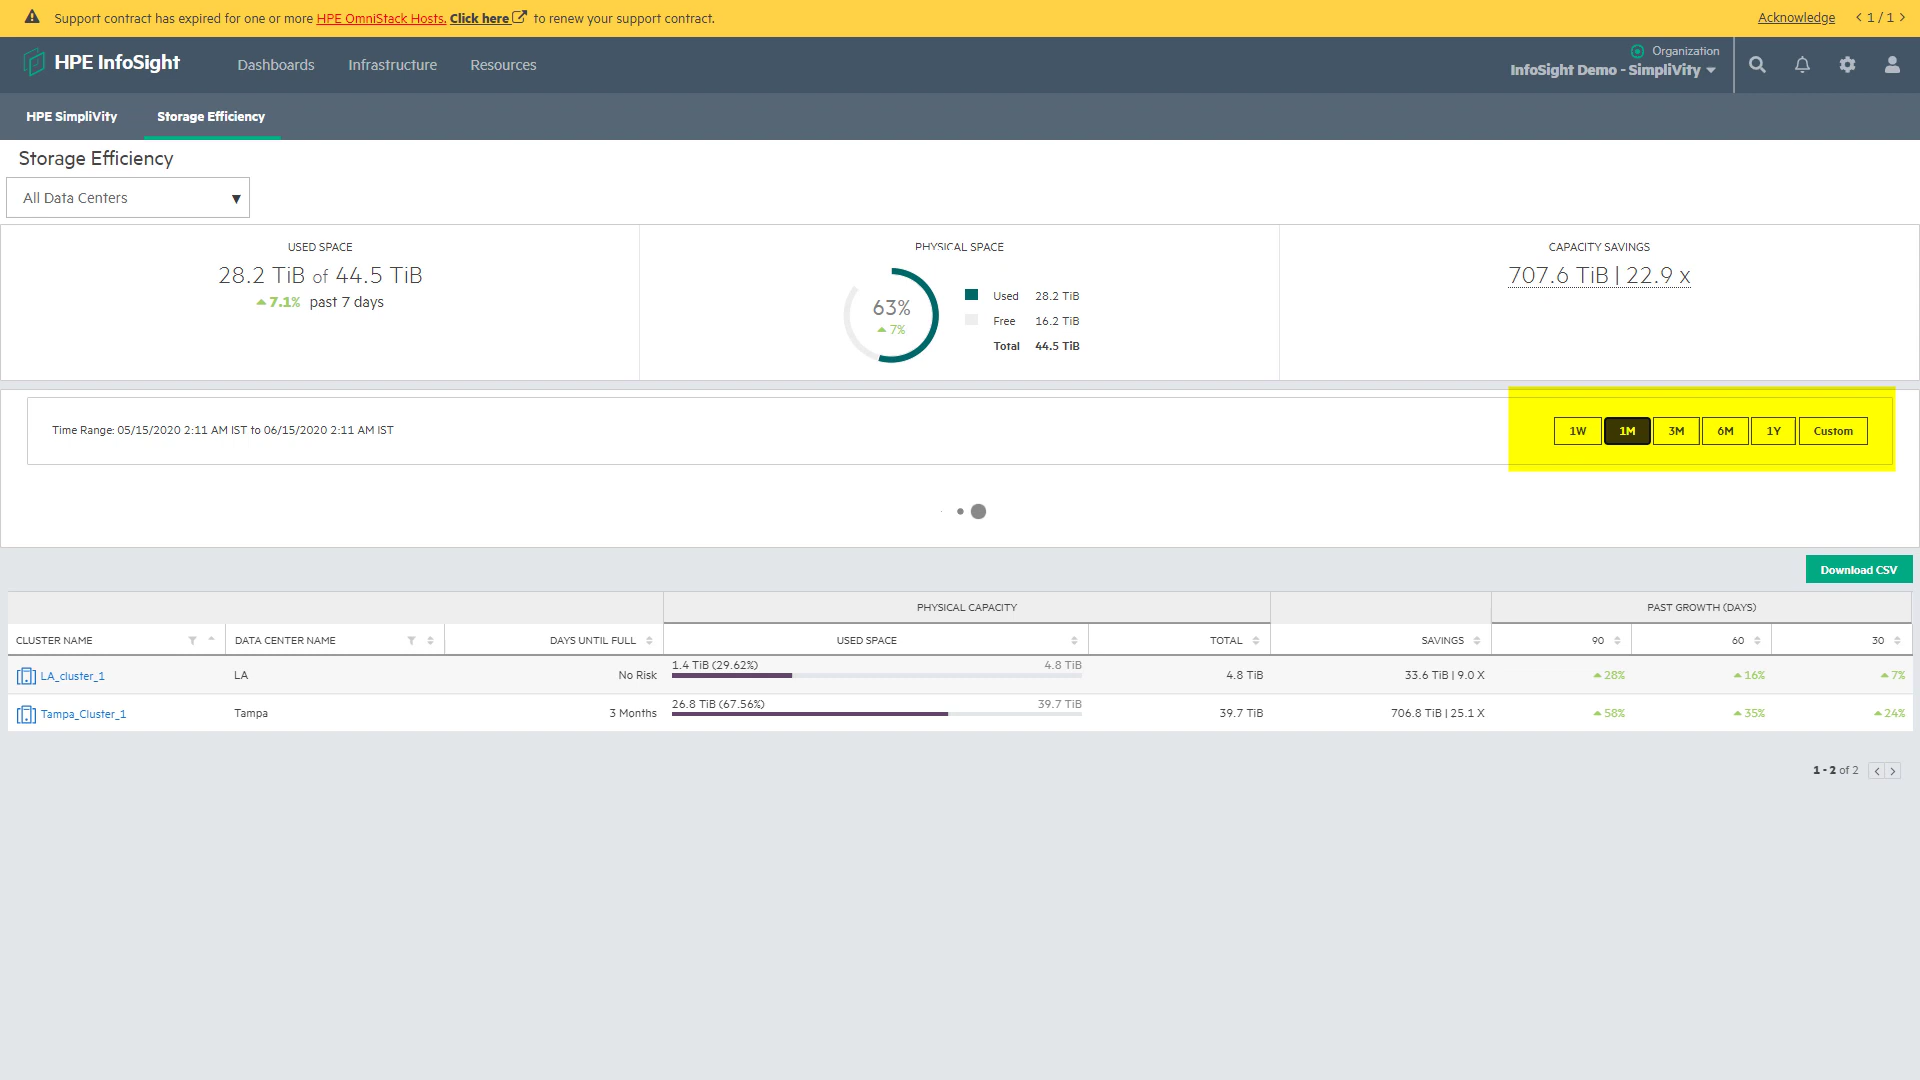 Support contract has expired for one or more HPE OmniStack Hosts. Click here to renew your support contract.
Acknowledge < 1 / 1 >
HPE InfoSight
Dashboards Infrastructure Resources
Organization
InfoSight Demo - SimpliVity
HPE SimpliVity Storage Efficiency
Storage Efficiency
All Data Centers
USED SPACE
28.2 TiB of 44.5 TiB
7.1% past 7 days
PHYSICAL SPACE
63%
7%
Used 28.2 TiB
Free 16.2 TiB
Total 44.5 TiB
CAPACITY SAVINGS
707.6 TiB | 22.9 x
Time Range: 05/15/2020 2:11 AM IST to 06/15/2020 2:11 AM IST
1W 1M 3M 6M 1Y Custom
Download CSV
PHYSICAL CAPACITY PAST GROWTH (DAYS)
CLUSTER NAME DATA CENTER NAME DAYS UNTIL FULL USED SPACE TOTAL SAVINGS 90 60 30
LA_cluster_1 LA No Risk 1.4 TiB (29.62%) 4.8 TiB 4.8 TiB 33.6 TiB | 9.0 X 28% 16% 7%
Tampa_Cluster_1 Tampa 3 Months 26.8 TiB (67.56%) 39.7 TiB 39.7 TiB 706.8 TiB | 25.1 X 58% 35% 24%
1 - 2 of 2 < >